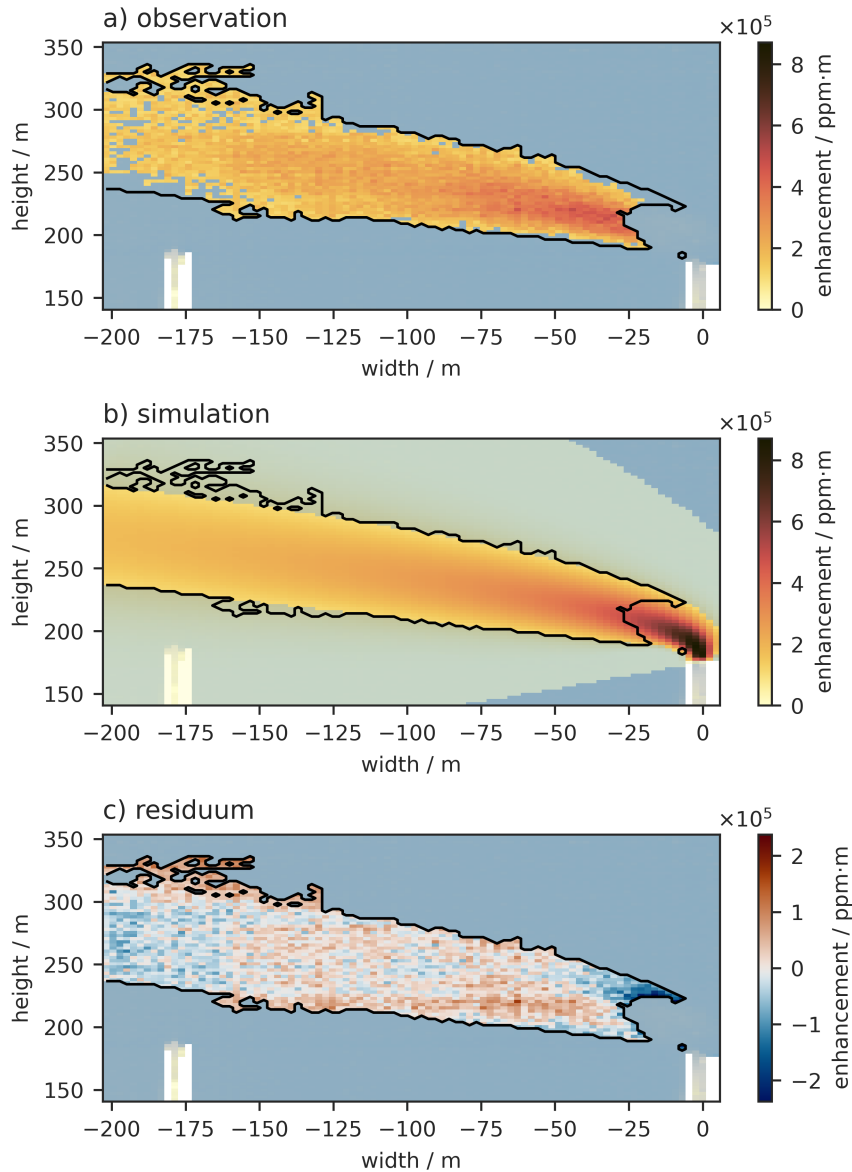 a) observation
×10⁵
350
300
250
200
150
height / m
−200 −175 −150 −125 −100 −75 −50 −25 0
width / m
8
6
4
2
0
enhancement / ppm·m
b) simulation
×10⁵
350
300
250
200
150
height / m
−200 −175 −150 −125 −100 −75 −50 −25 0
width / m
8
6
4
2
0
enhancement / ppm·m
c) residuum
×10⁵
350
300
250
200
150
height / m
−200 −175 −150 −125 −100 −75 −50 −25 0
width / m
2
1
0
−1
−2
enhancement / ppm·m